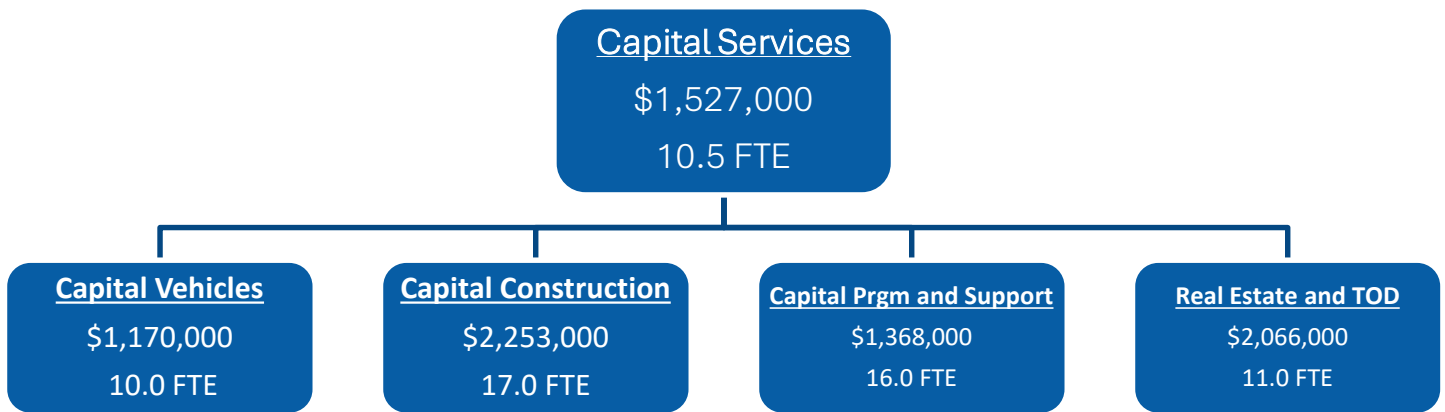 Capital Services
$1,527,000
10.5 FTE
Capital Vehicles
$1,170,000
10.0 FTE
Capital Construction
$2,253,000
17.0 FTE
Capital Prgm and Support
$1,368,000
16.0 FTE
Real Estate and TOD
$2,066,000
11.0 FTE